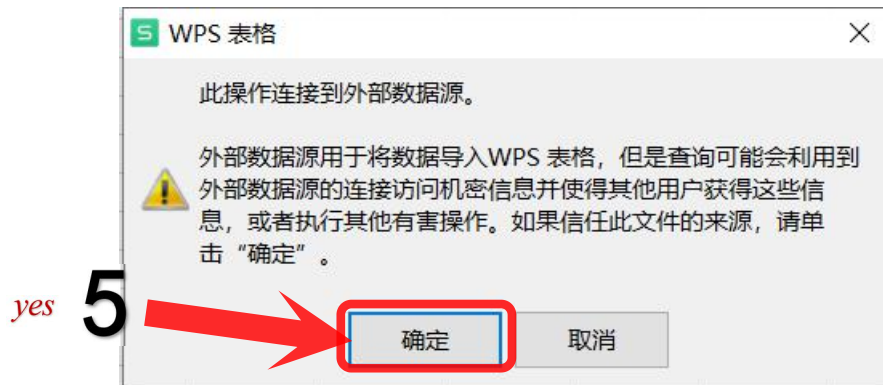 WPS 表格
此操作连接到外部数据源。
外部数据源用于将数据导入WPS 表格，但是查询可能会利用到
外部数据源的连接访问机密信息并使得其他用户获得这些信
息，或者执行其他有害操作。如果信任此文件的来源，请单
击“确定”。
yes 5
确定 取消